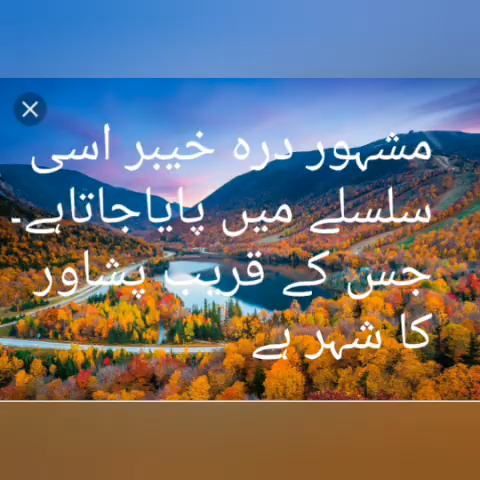 مشہور درہ خیبر اسی
سلسلے میں پایاجاتاہے۔
جس کے قریب پشاور
کا شہر ہے